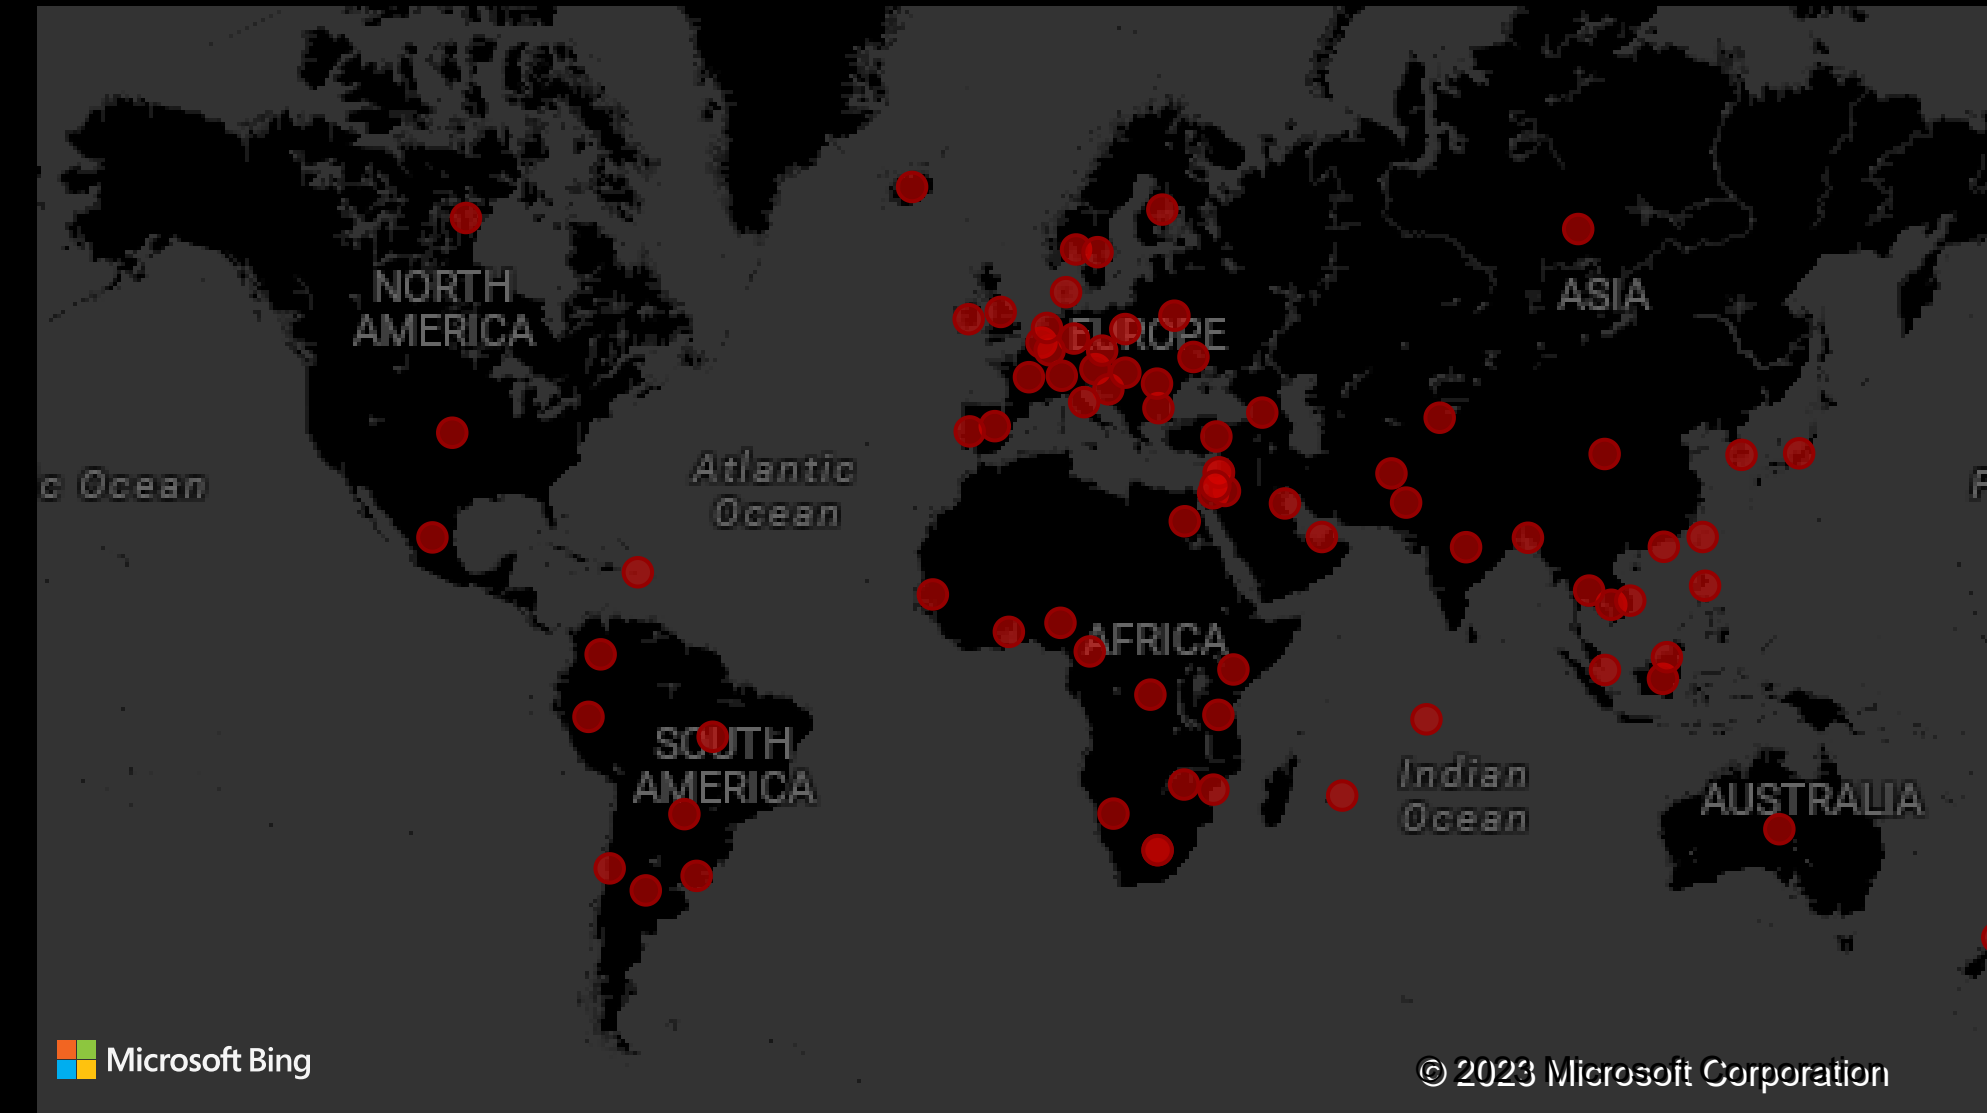 NORTH
AMERICA
EUROPE
ASIA
c Ocean
Atlantic
Ocean
AFRICA
SOUTH
AMERICA
Indian
Ocean
AUSTRALIA
Microsoft Bing
© 2023 Microsoft Corporation